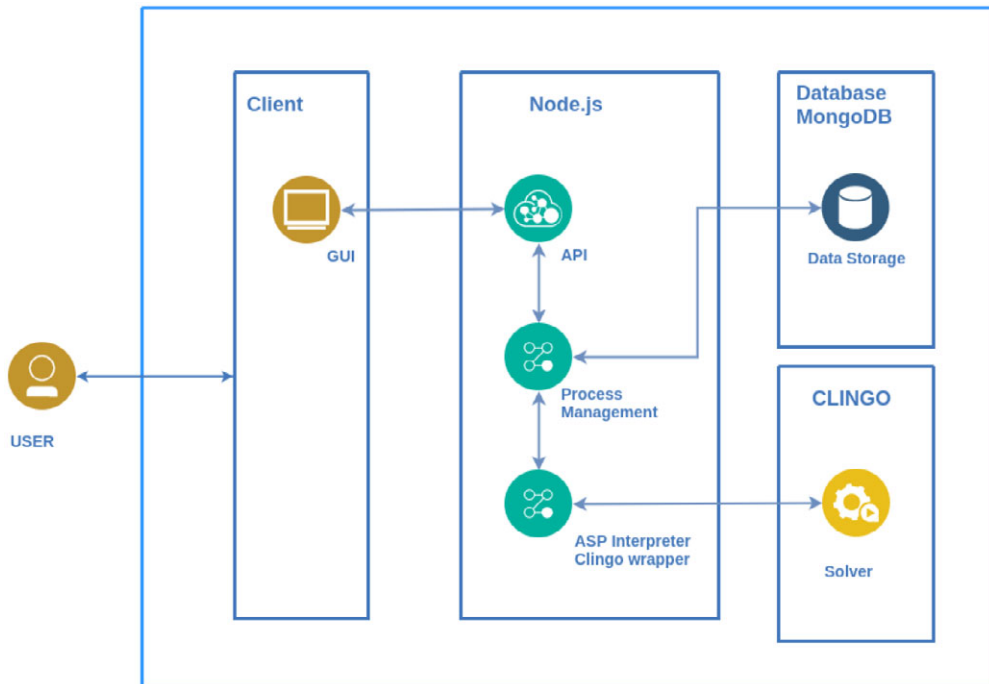 Client
Node.js
Database
MongoDB
GUI
API
Data Storage
Process
Management
CLINGO
USER
ASP Interpreter
Clingo wrapper
Solver